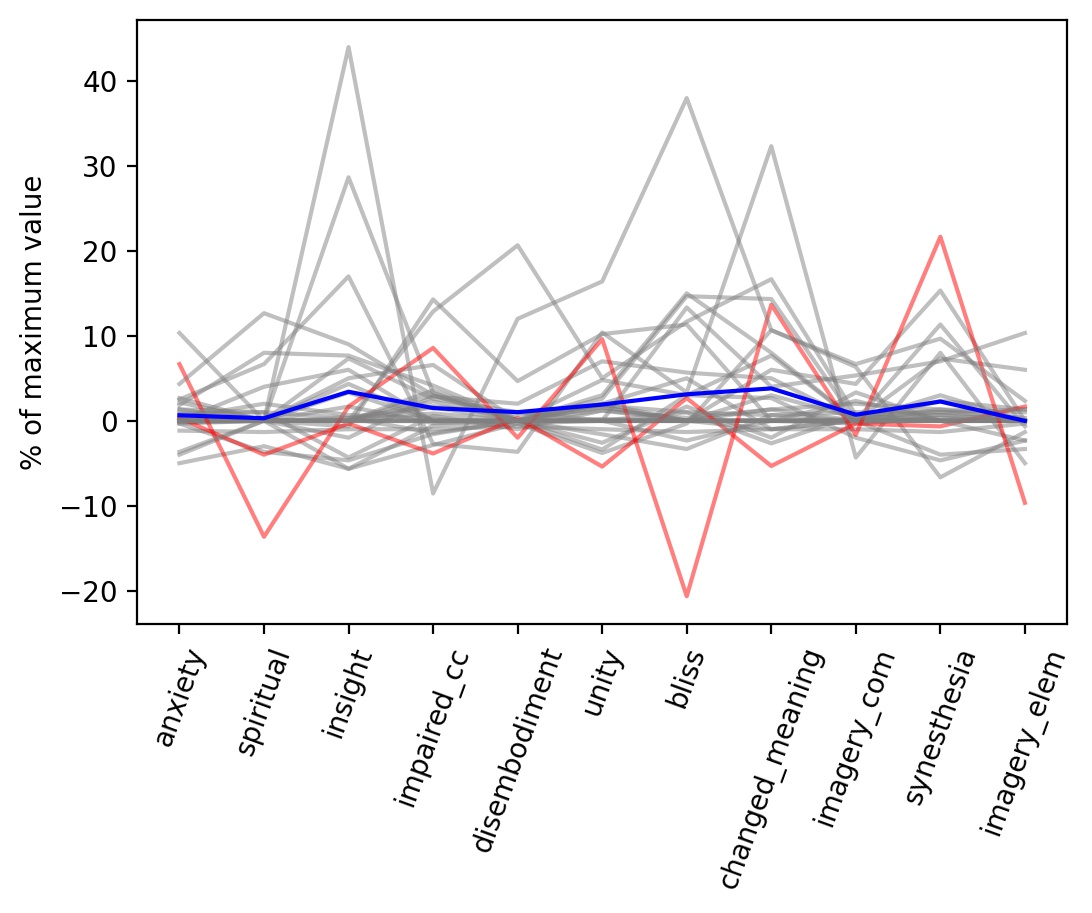 % of maximum value
40
30
20
10
0
−10
−20
anxiety
spiritual
insight
impaired_cc
disembodiment
unity
bliss
changed_meaning
imagery_com
synesthesia
imagery_elem